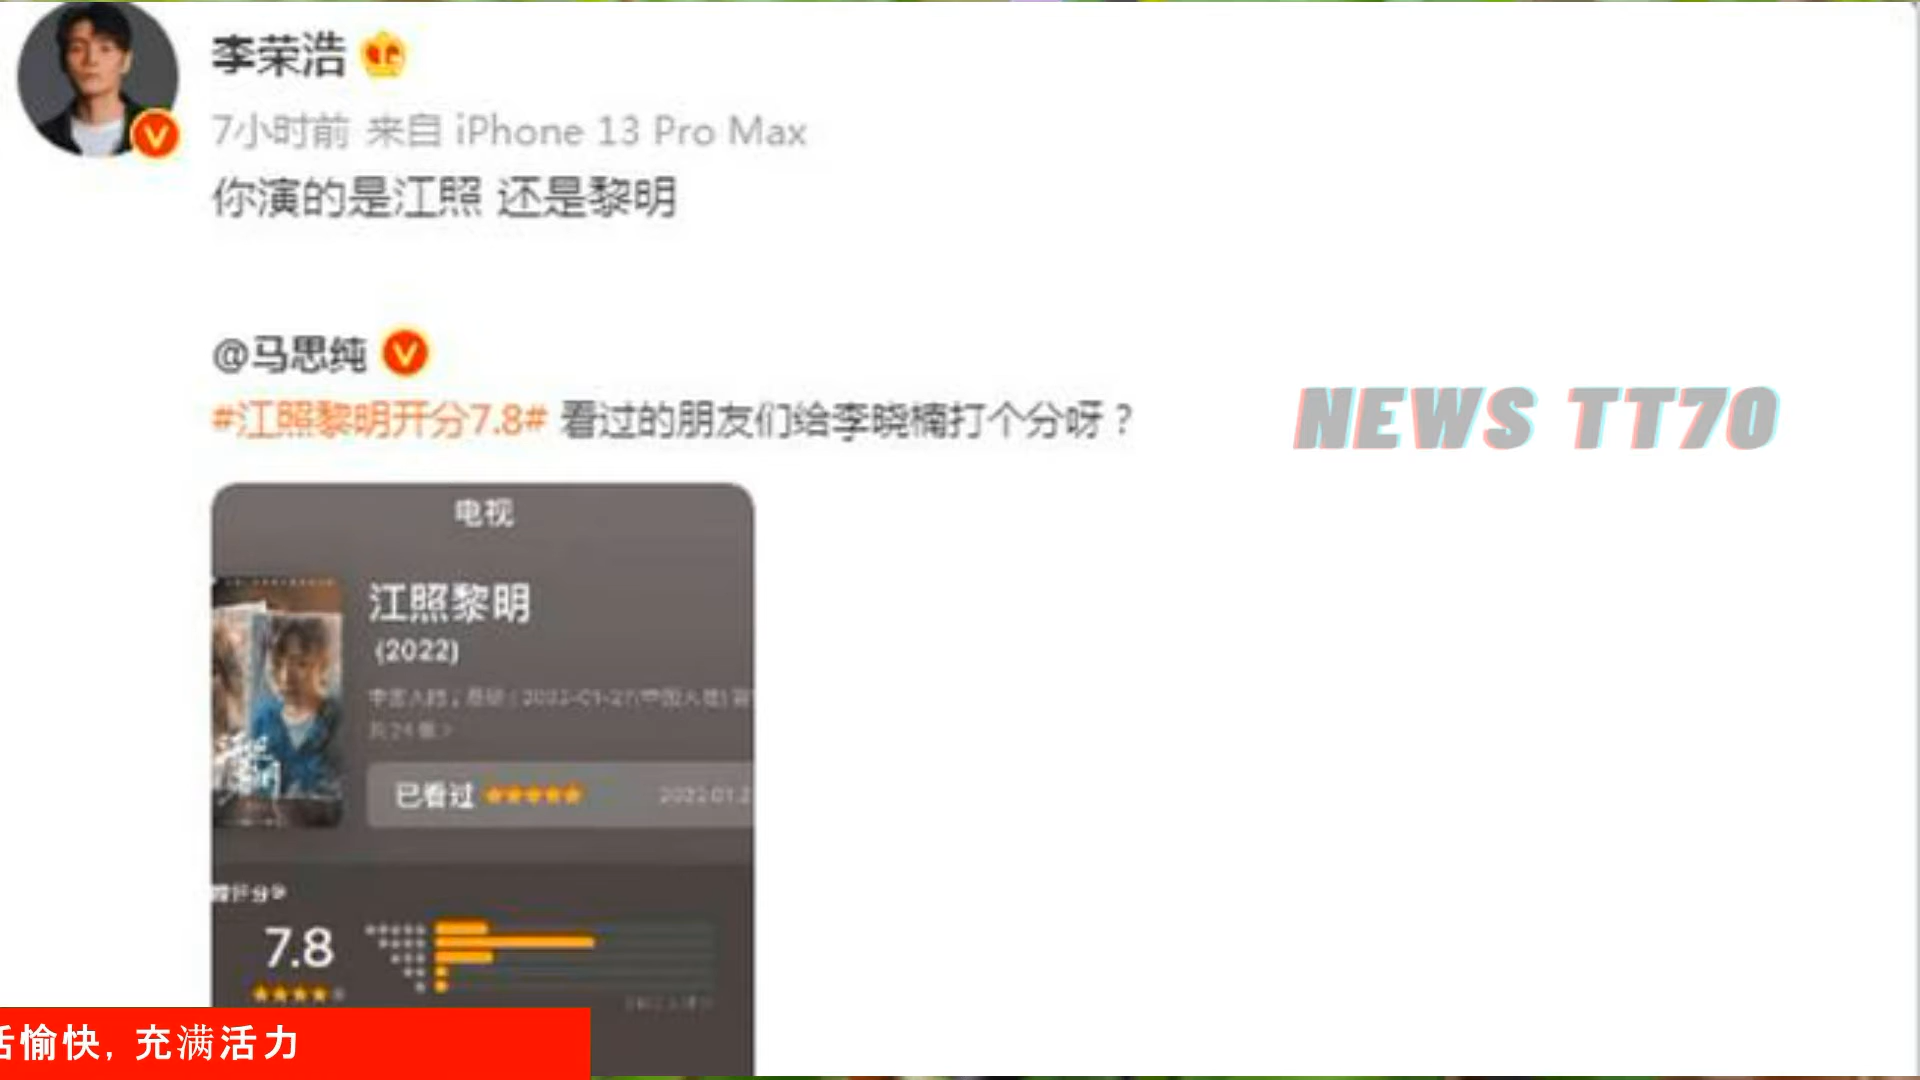 李荣浩
7小时前 来自 iPhone 13 Pro Max
你演的是江照 还是黎明
@马思纯
#江照黎明开分7.8# 看过的朋友们给李晓楠打个分呀？
NEWS TT70
电视
江照黎明
(2022)
已看过
7.8
愉快, 充满活力